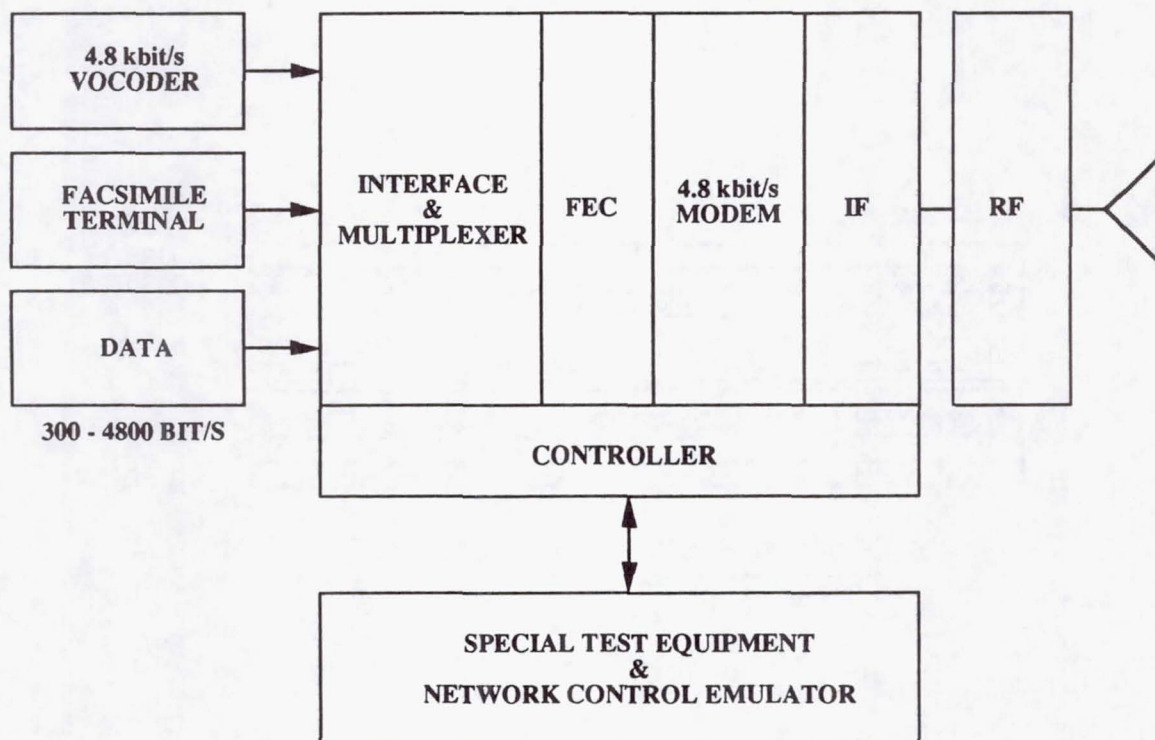 4.8 kbit/s
VOCODER
FACSIMILE
TERMINAL
DATA
300 - 4800 BIT/S
INTERFACE
&
MULTIPLEXER
FEC
4.8 kbit/s
MODEM
IF
RF
CONTROLLER
SPECIAL TEST EQUIPMENT
&
NETWORK CONTROL EMULATOR